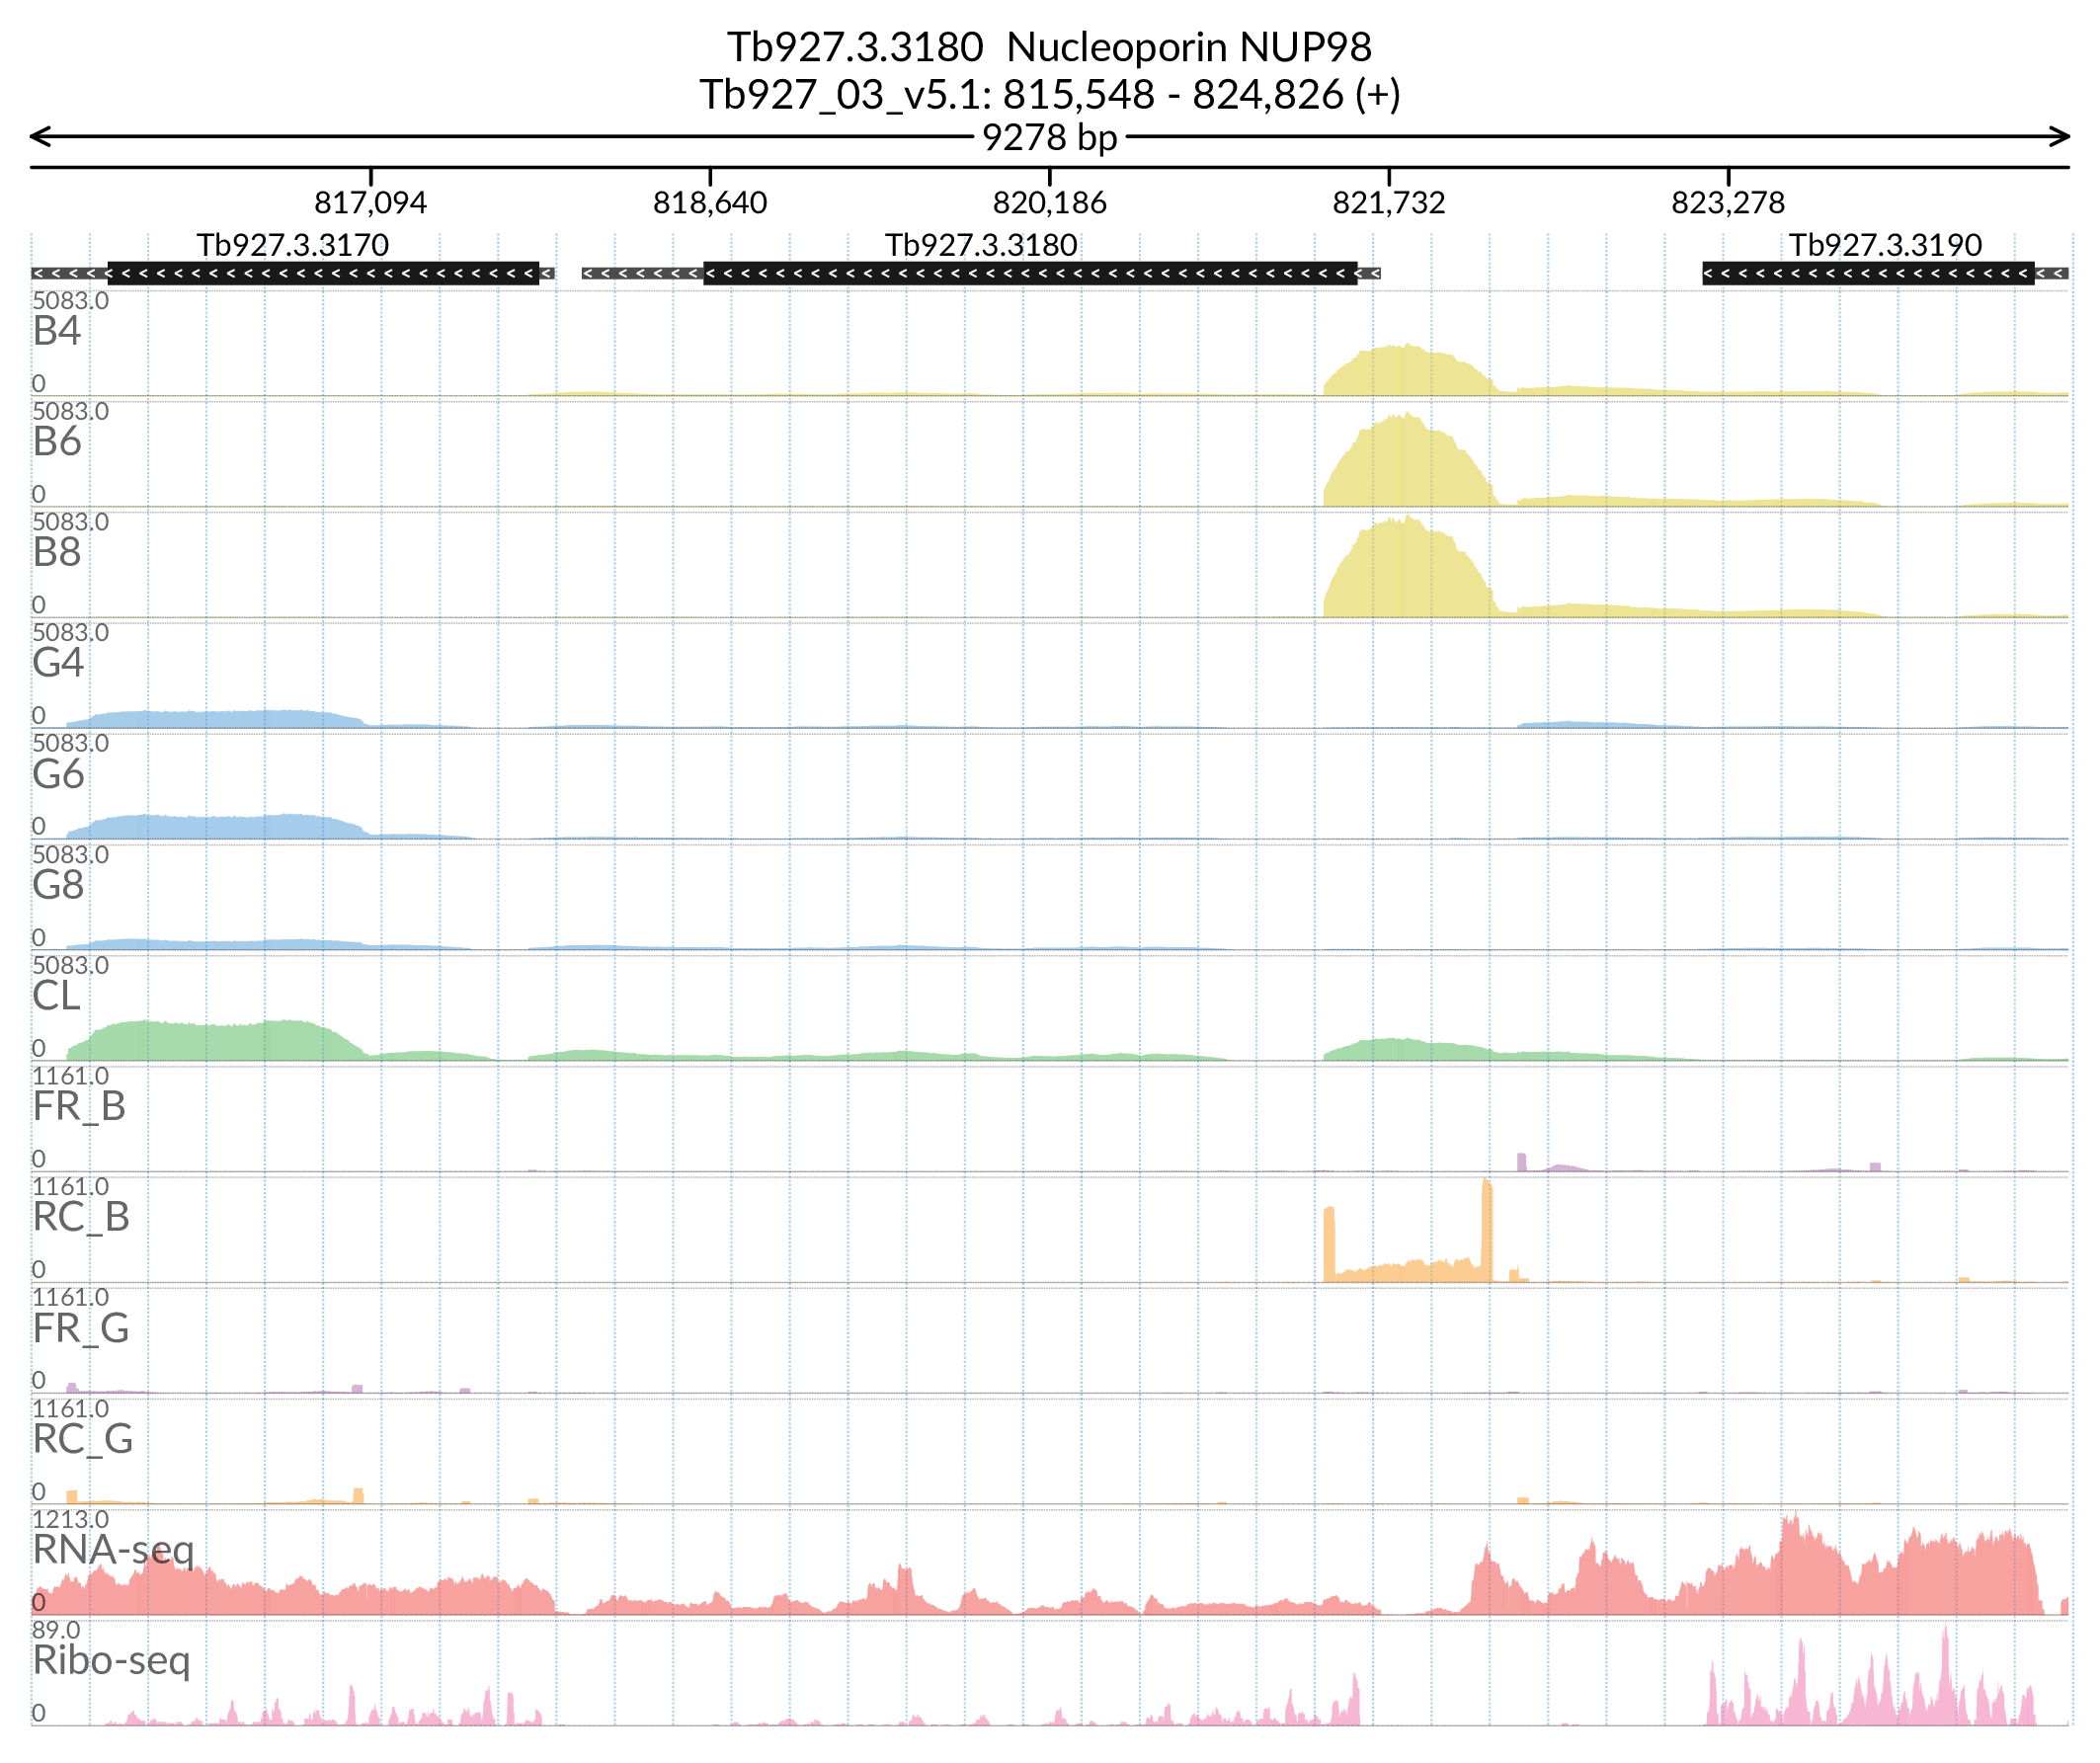 Tb927.3.3180 Nucleoporin NUP98
Tb927_03_v5.1: 815,548 - 824,826 (+)
9278 bp
817,094 818,640 820,186 821,732 823,278
Tb927.3.3170 Tb927.3.3180 Tb927.3.3190
5083.0
B4
0
5083.0
B6
0
5083.0
B8
0
5083.0
G4
0
5083.0
G6
0
5083.0
G8
0
5083.0
CL
0
1161.0
FR_B
0
1161.0
RC_B
0
1161.0
FR_G
0
1161.0
RC_G
0
1213.0
RNA-seq
0
89.0
Ribo-seq
0